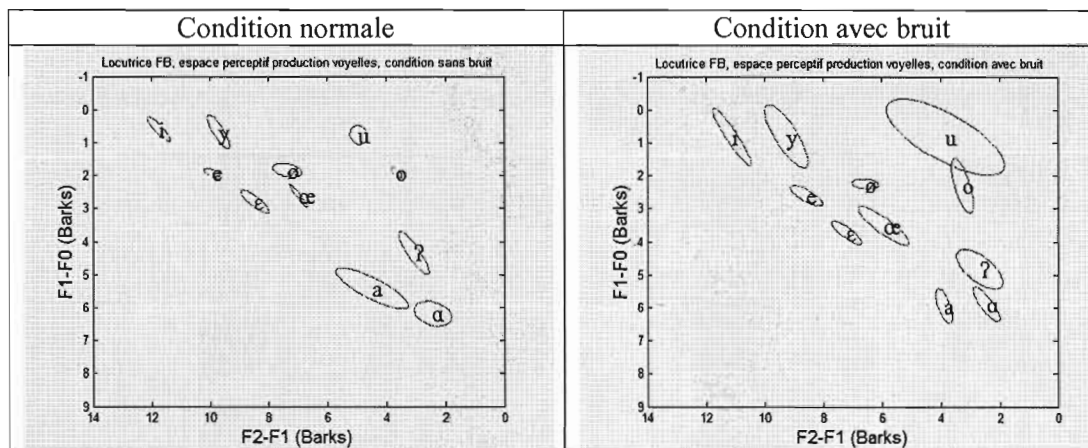 Condition normale
Condition avec bruit
Locutrice FB, espace perceptif production voyelles, condition sans bruit
-1
0
1
2
3
4
5
6
7
8
9
F1-F0 (Barks)
i
y
u
e
ø
o
ɛ
œ
ʔ
a
ɑ
14
12
10
8
6
4
2
0
F2-F1 (Barks)
Locutrice FB, espace perceptif production voyelles, condition avec bruit
-1
0
1
2
3
4
5
6
7
8
9
F1-F0 (Barks)
i
y
u
e
ø
o
ɛ
œ
ʔ
a
ɑ
14
12
10
8
6
4
2
0
F2-F1 (Barks)